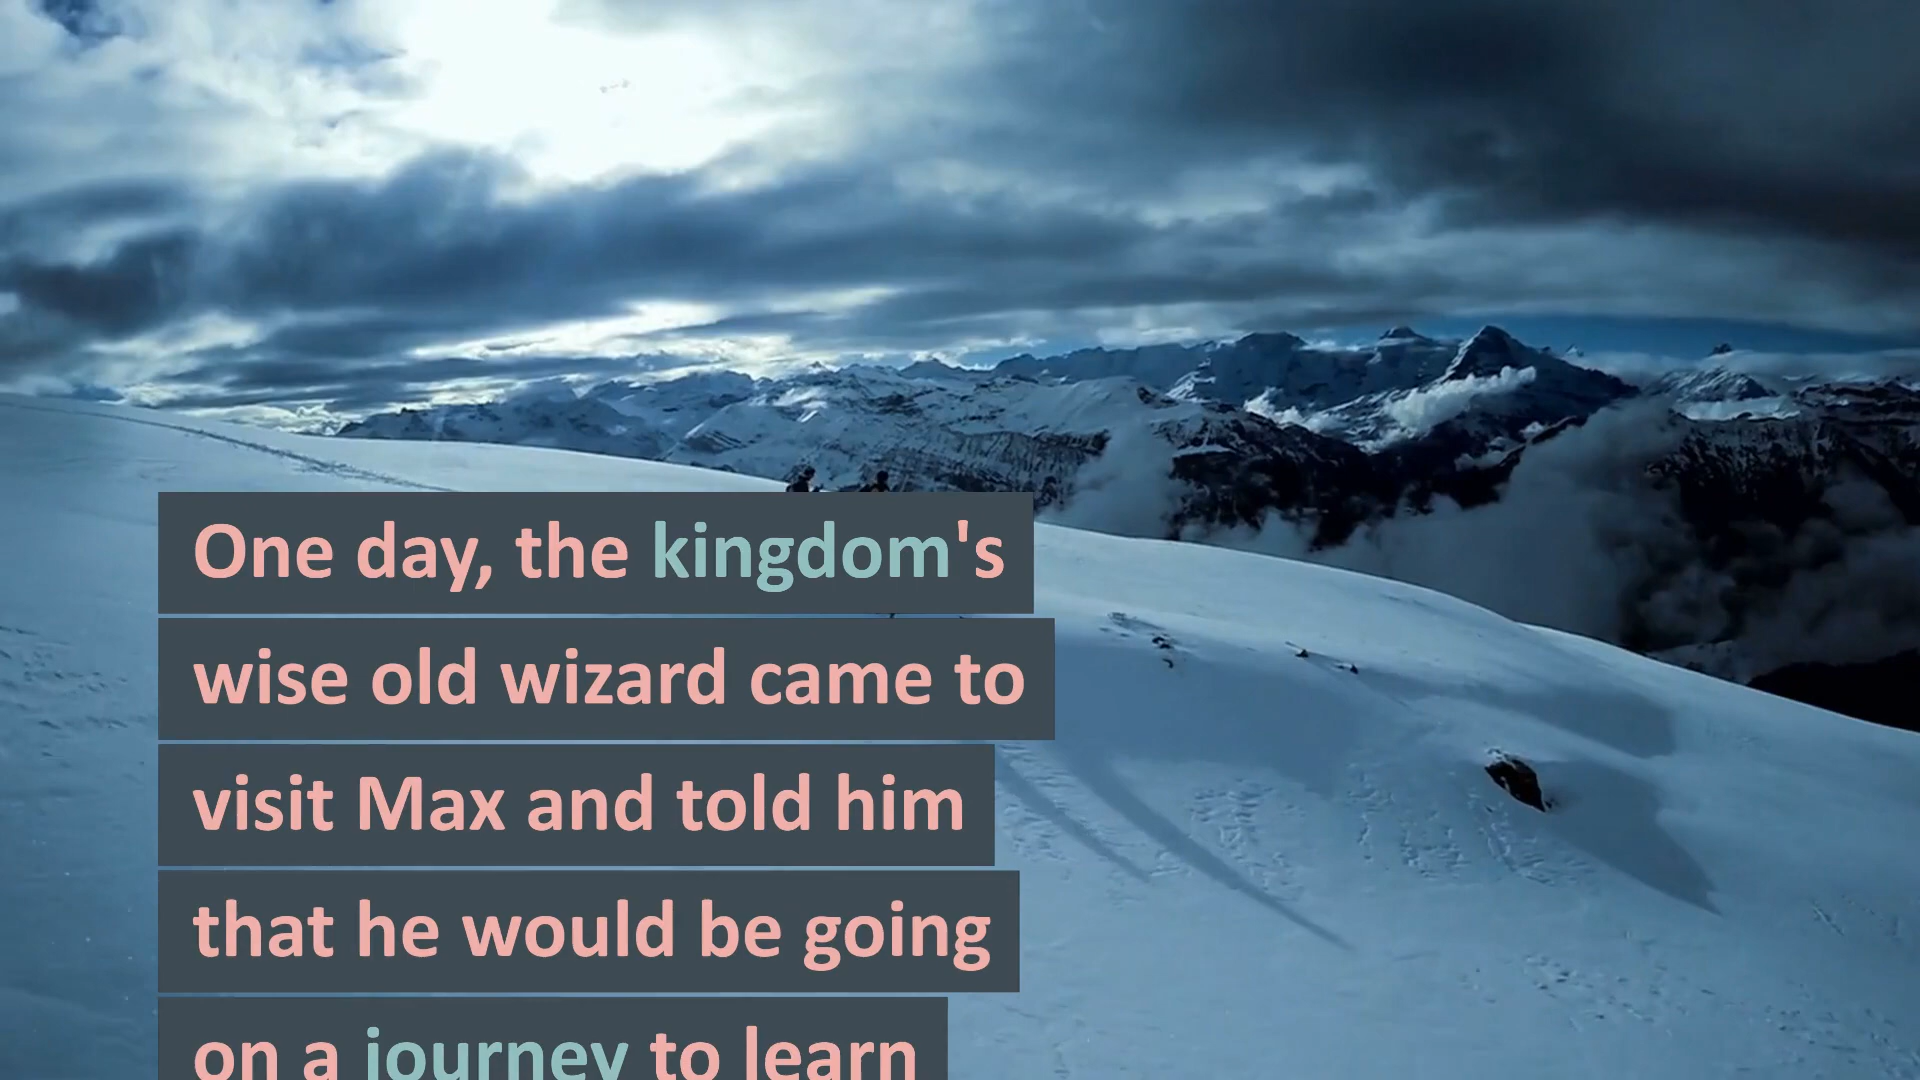 One day, the kingdom's
wise old wizard came to
visit Max and told him
that he would be going
on a journey to learn